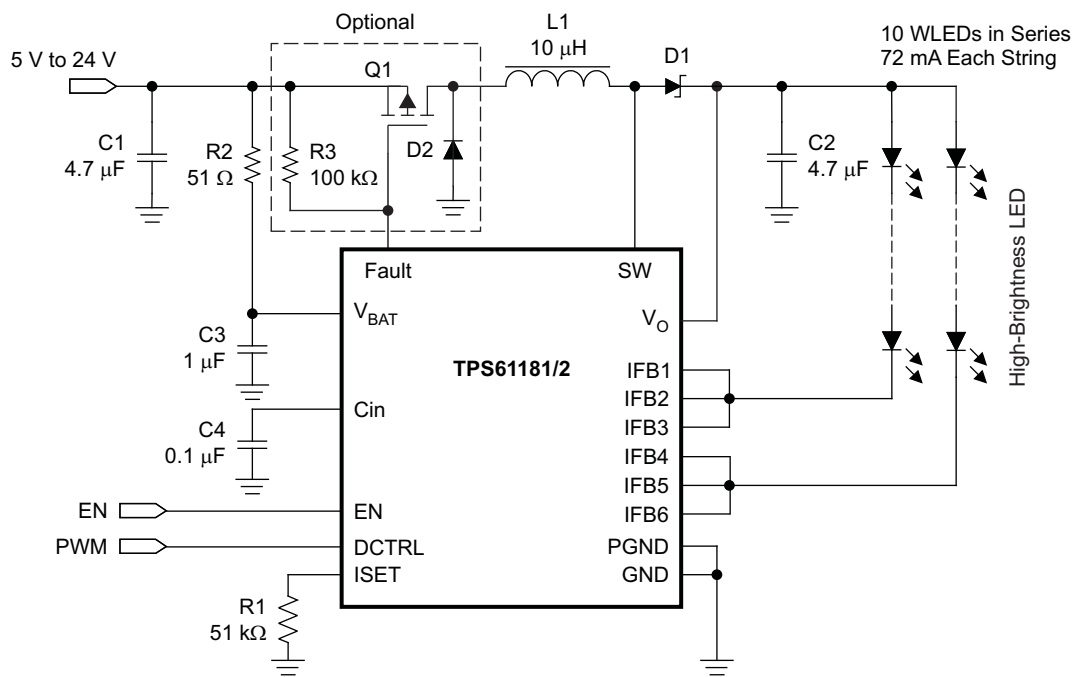 Optional
L1
10 μH
10 WLEDs in Series
72 mA Each String
5 V to 24 V
Q1
D1
C1
4.7 μF
R2
51 Ω
R3
100 kΩ
D2
C2
4.7 μF
High-Brightness LED
Fault
SW
VBAT
VO
C3
1 μF
TPS61181/2
IFB1
IFB2
IFB3
Cin
C4
0.1 μF
IFB4
IFB5
IFB6
EN
EN
PWM
DCTRL
PGND
ISET
GND
R1
51 kΩ